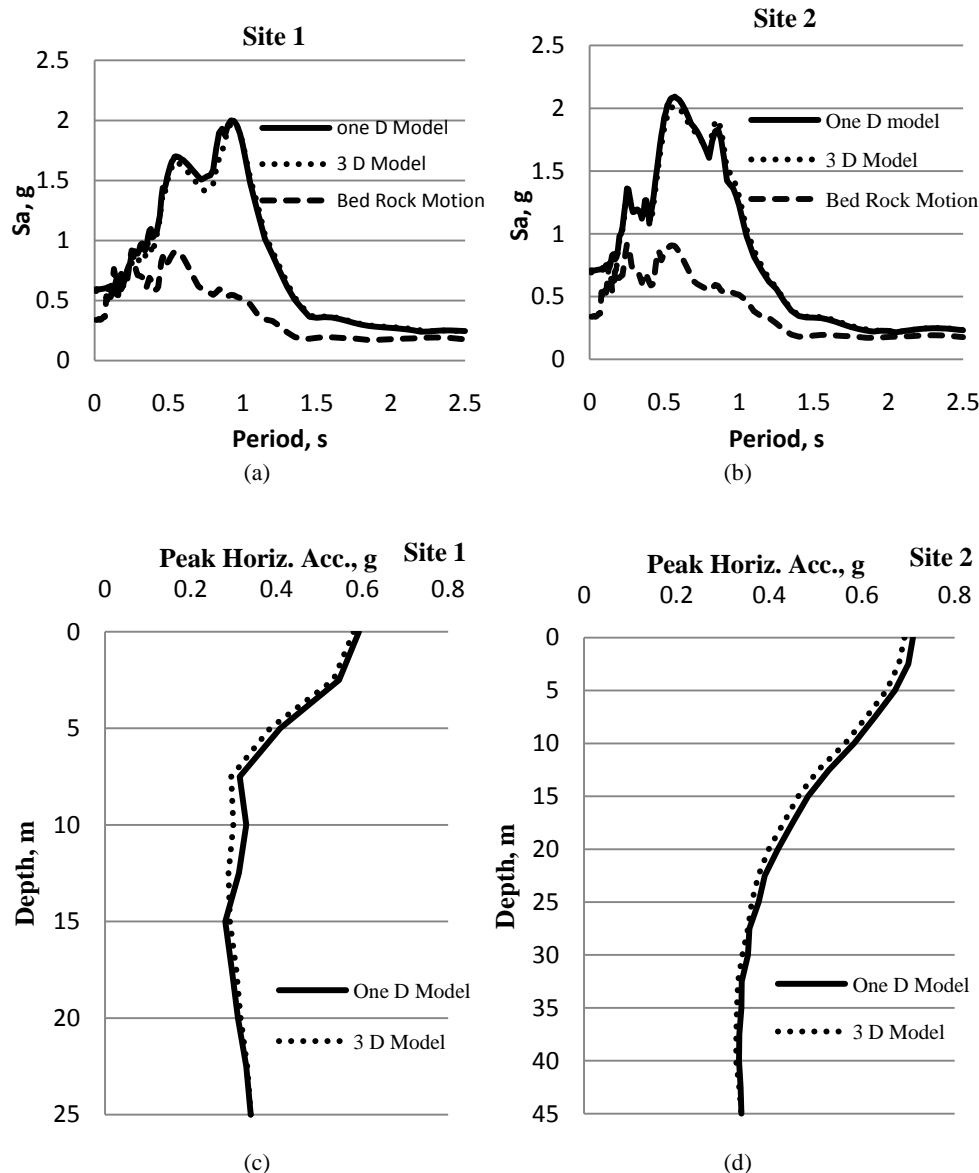 Site 1
2.5
2
1.5
1
0.5
0
Sa, g
one D Model
3 D Model
Bed Rock Motion
0 0.5 1 1.5 2 2.5
Period, s
(a)
Site 2
2.5
2
1.5
1
0.5
0
Sa, g
One D model
3 D Model
Bed Rock Motion
0 0.5 1 1.5 2 2.5
Period, s
(b)
Peak Horiz. Acc., g Site 1
0 0.2 0.4 0.6 0.8
0
5
10
15
20
25
Depth, m
One D Model
3 D Model
(c)
Peak Horiz. Acc., g Site 2
0 0.2 0.4 0.6 0.8
0
5
10
15
20
25
30
35
40
45
Depth, m
One D Model
3 D Model
(d)